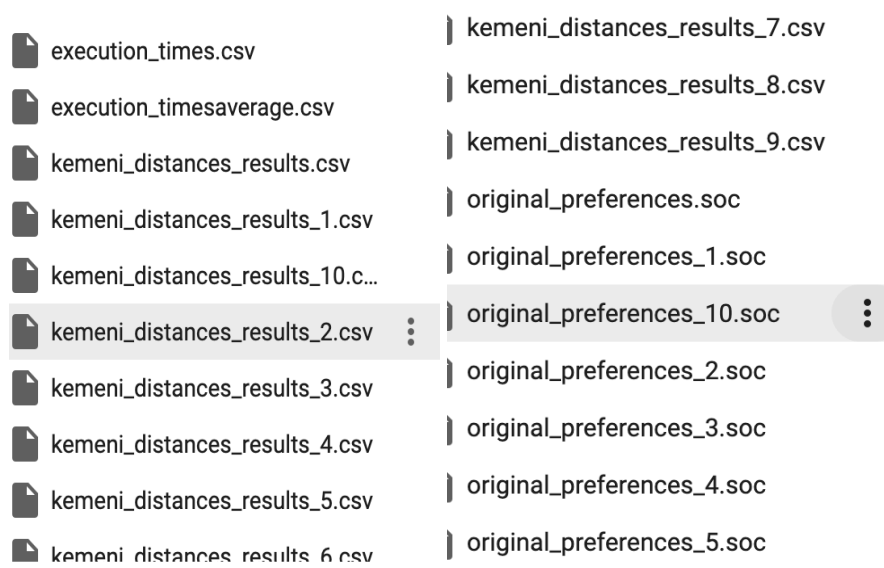 execution_times.csv
execution_timesaverage.csv
kemeni_distances_results.csv
kemeni_distances_results_1.csv
kemeni_distances_results_10.c...
kemeni_distances_results_2.csv
kemeni_distances_results_3.csv
kemeni_distances_results_4.csv
kemeni_distances_results_5.csv
kemeni_distances_results_6.csv
kemeni_distances_results_7.csv
kemeni_distances_results_8.csv
kemeni_distances_results_9.csv
original_preferences.soc
original_preferences_1.soc
original_preferences_10.soc
original_preferences_2.soc
original_preferences_3.soc
original_preferences_4.soc
original_preferences_5.soc